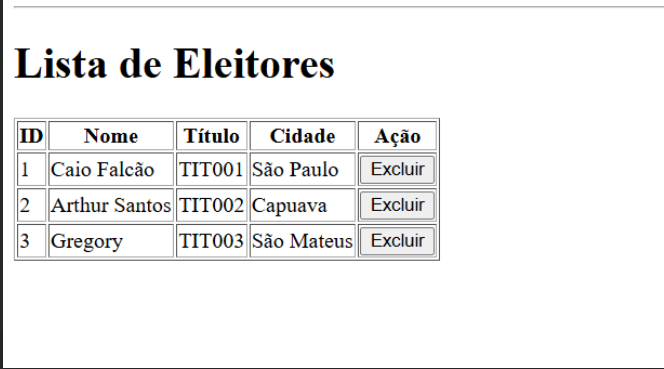 Lista de Eleitores
ID Nome Título Cidade Ação
1 Caio Falcão TIT001 São Paulo Excluir
2 Arthur Santos TIT002 Capuava Excluir
3 Gregory TIT003 São Mateus Excluir